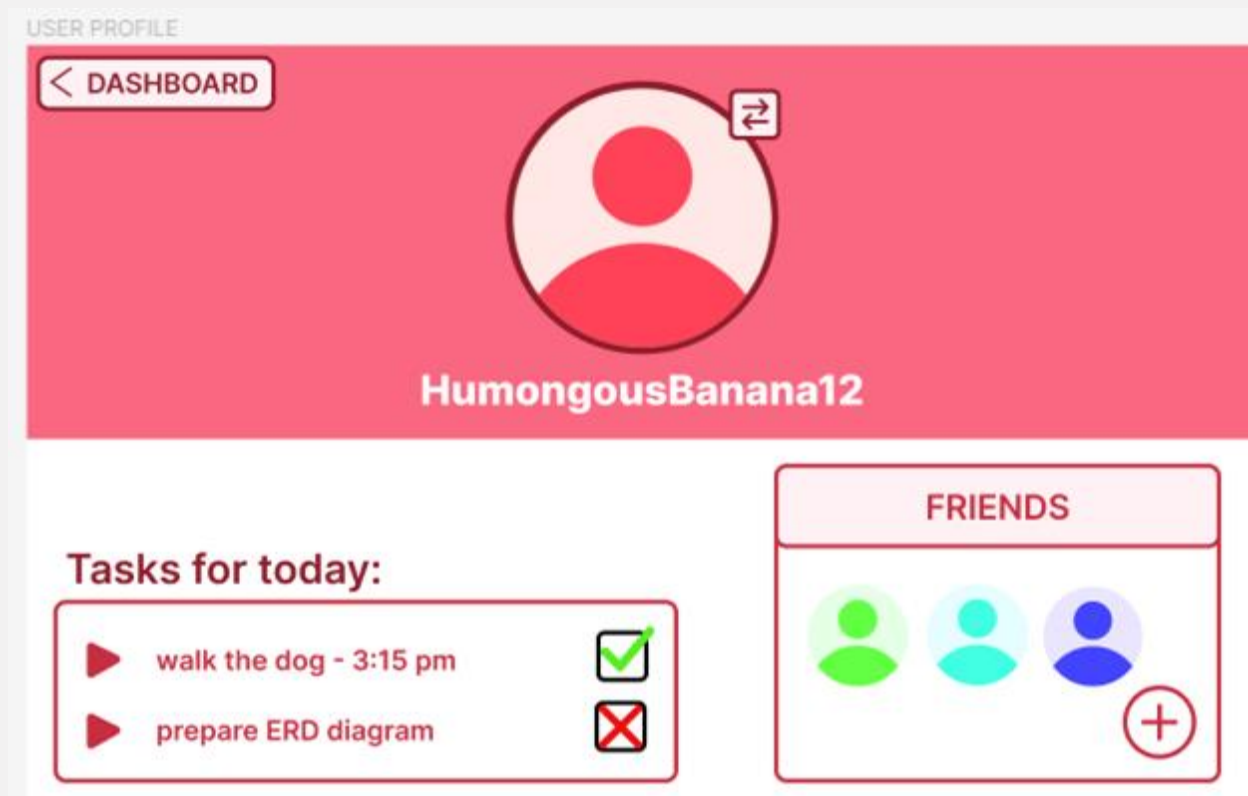 USER PROFILE
DASHBOARD
HumongousBanana12
FRIENDS
Tasks for today:
walk the dog - 3:15 pm
prepare ERD diagram